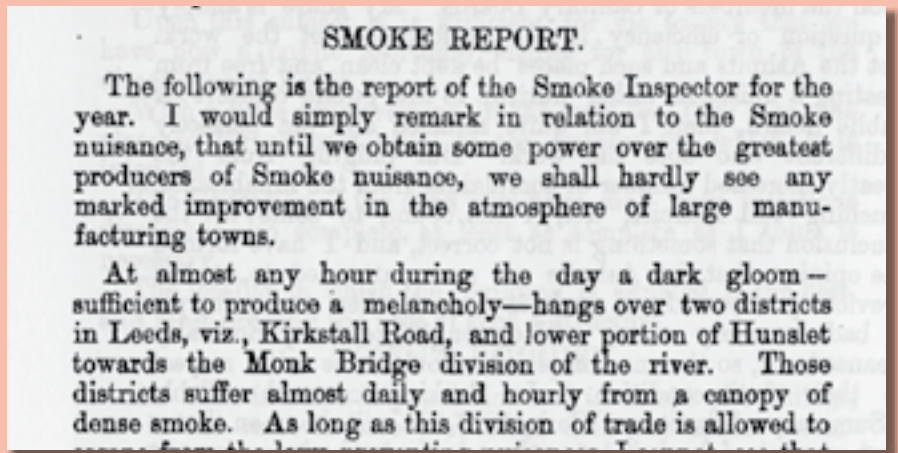 SMOKE REPORT.
The following is the report of the Smoke Inspector for the
year. I would simply remark in relation to the Smoke
nuisance, that until we obtain some power over the greatest
producers of Smoke nuisance, we shall hardly see any
marked improvement in the atmosphere of large manu-
facturing towns.
At almost any hour during the day a dark gloom—
sufficient to produce a melancholy—hangs over two districts
in Leeds, viz., Kirkstall Road, and lower portion of Hunslet
towards the Monk Bridge division of the river. Those
districts suffer almost daily and hourly from a canopy of
dense smoke. As long as this division of trade is allowed to